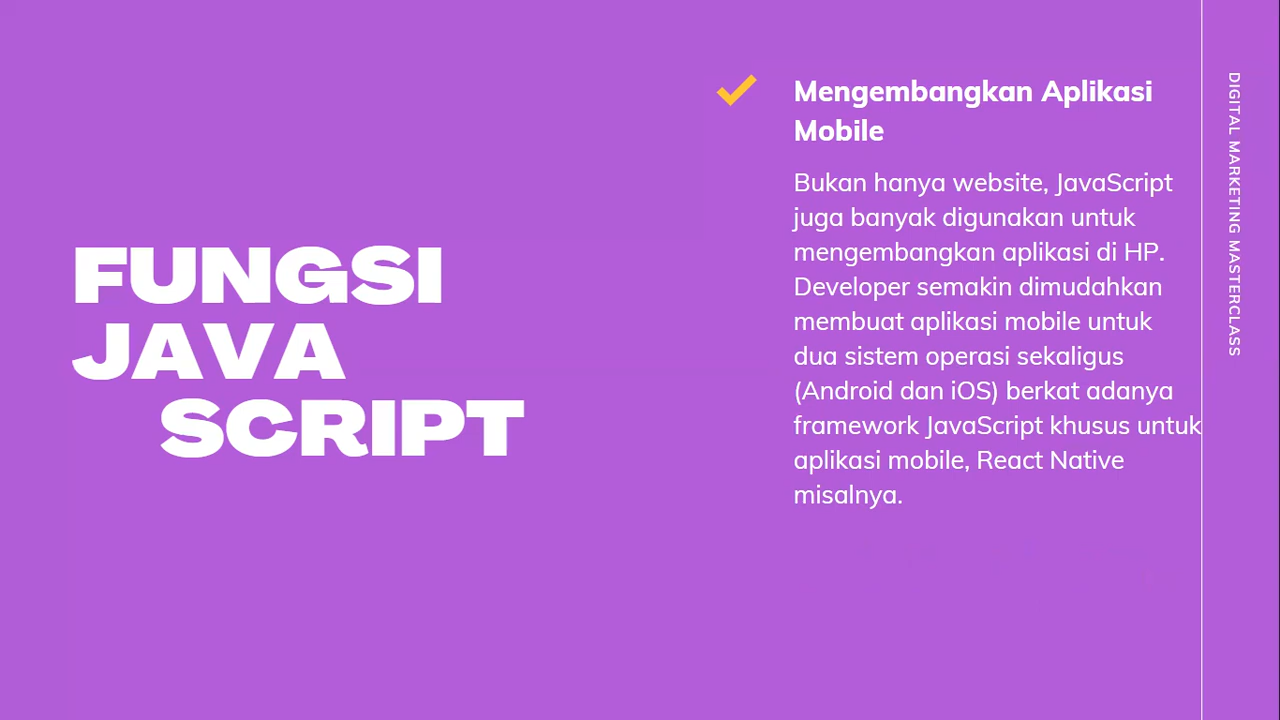 FUNGSI
JAVA
SCRIPT
Mengembangkan Aplikasi
Mobile
Bukan hanya website, JavaScript
juga banyak digunakan untuk
mengembangkan aplikasi di HP.
Developer semakin dimudahkan
membuat aplikasi mobile untuk
dua sistem operasi sekaligus
(Android dan iOS) berkat adanya
framework JavaScript khusus untuk
aplikasi mobile, React Native
misalnya.
DIGITAL MARKETING MASTERCLASS